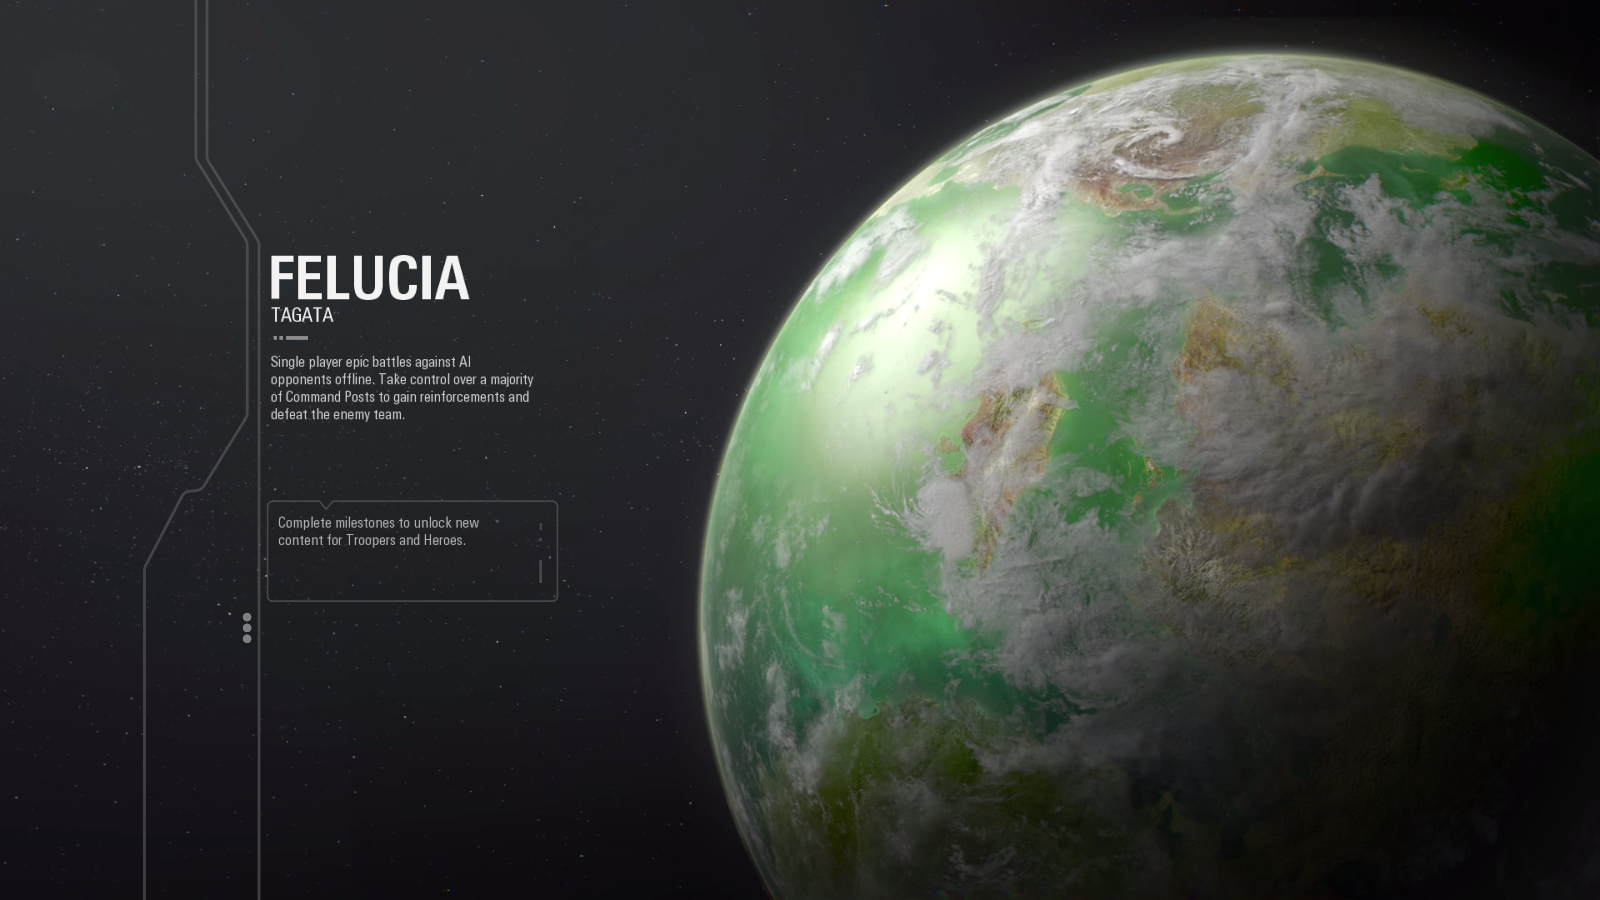 FELUCIA
TAGATA
Single player epic battles against AI
opponents offline. Take control over a majority
of Command Posts to gain reinforcements and
defeat the enemy team.
Complete milestones to unlock new
content for Troopers and Heroes.